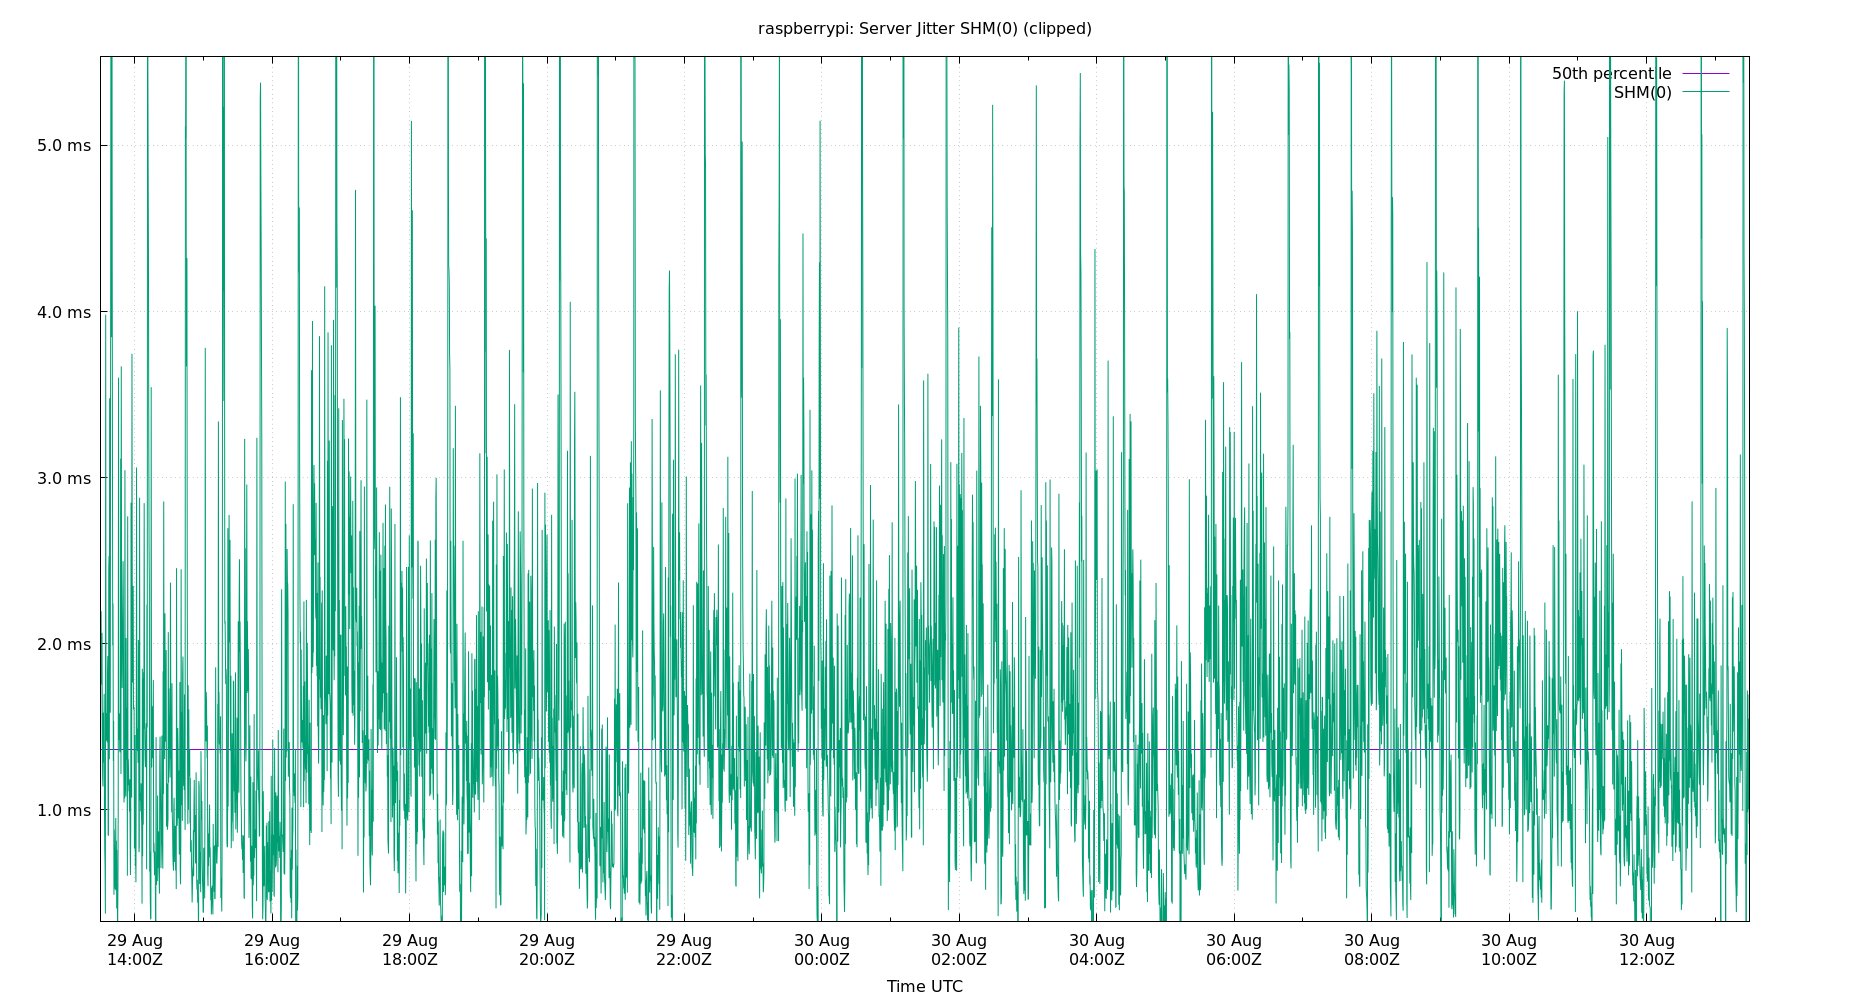 raspberrypi: Server Jitter SHM(0) (clipped)
50th percentile
SHM(0)
5.0 ms
4.0 ms
3.0 ms
2.0 ms
1.0 ms
29 Aug 29 Aug 29 Aug 29 Aug 29 Aug 30 Aug 30 Aug 30 Aug 30 Aug 30 Aug 30 Aug 30 Aug
14:00Z 16:00Z 18:00Z 20:00Z 22:00Z 00:00Z 02:00Z 04:00Z 06:00Z 08:00Z 10:00Z 12:00Z
Time UTC